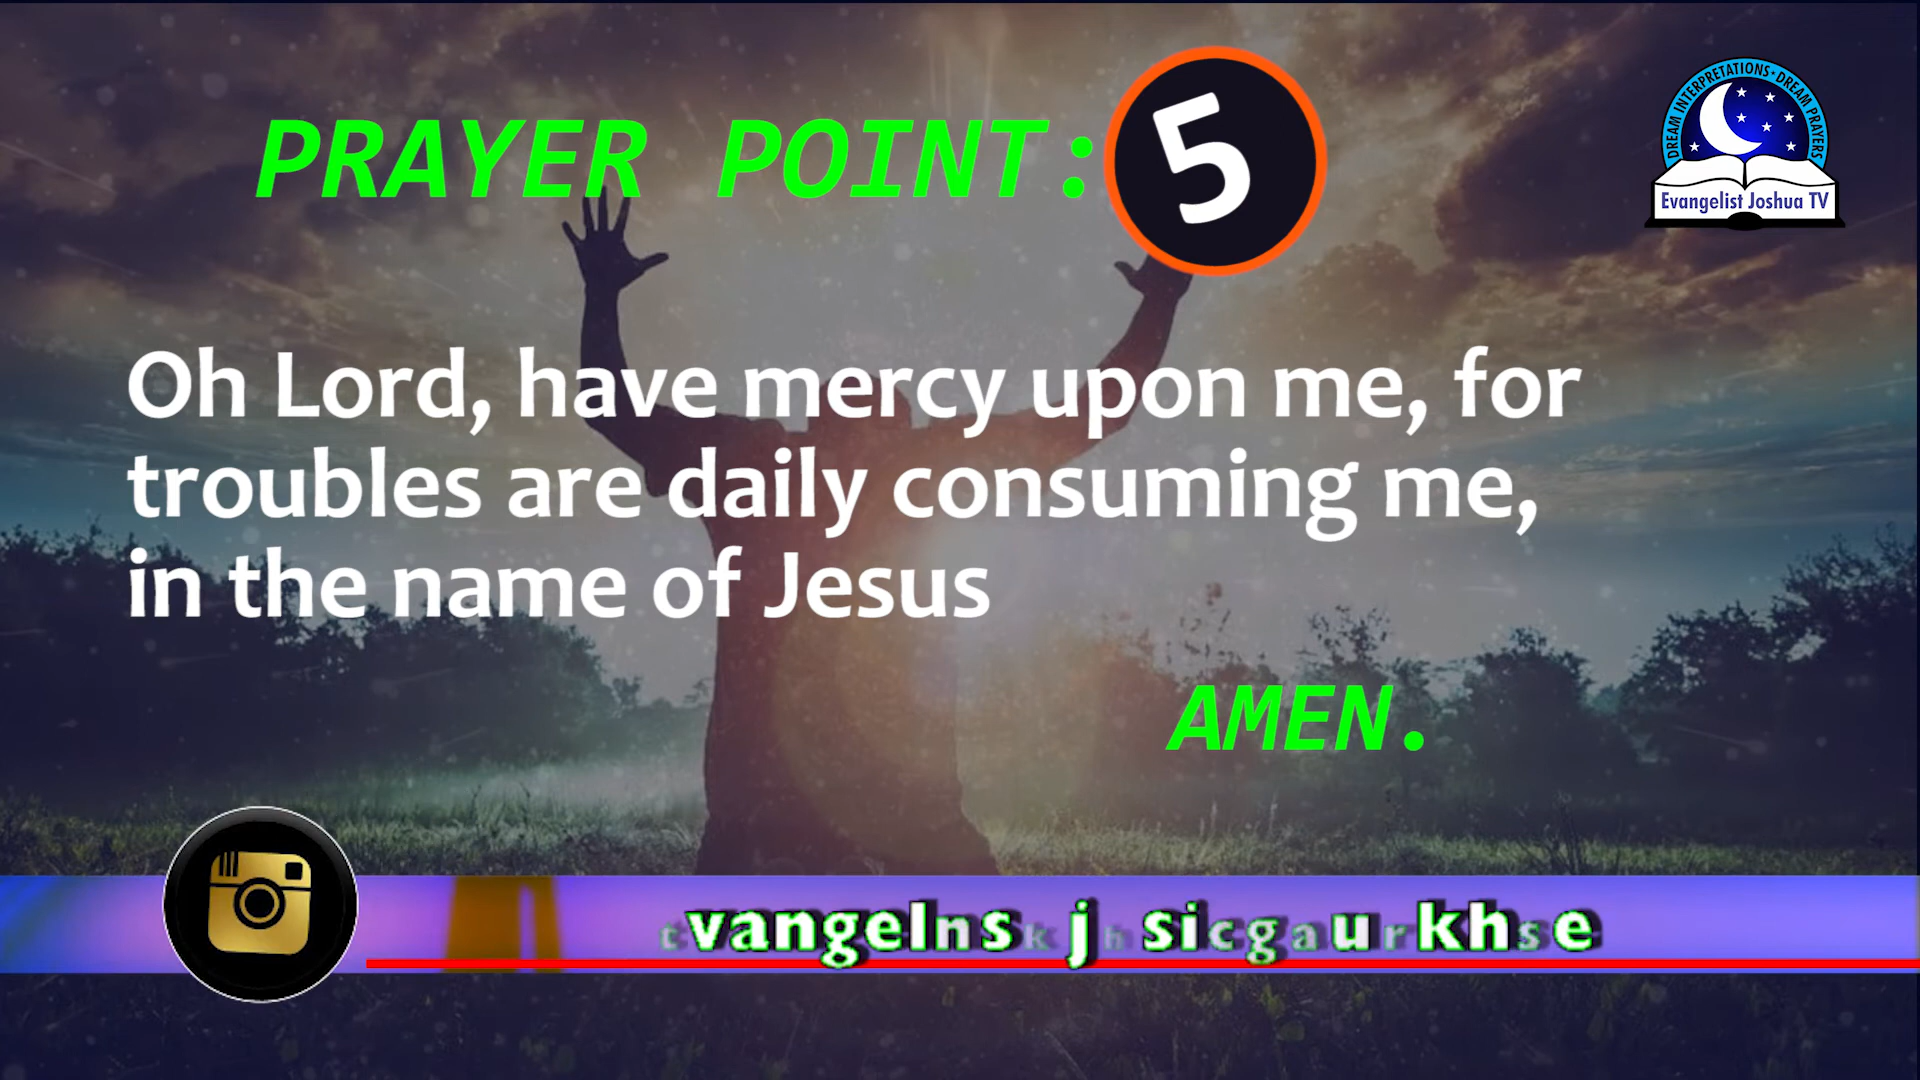 PRAYER POINT: 5
DREAM INTERPRETATIONS · DREAM PRAYERS
Evangelist Joshua TV
Oh Lord, have mercy upon me, for
troubles are daily consuming me,
in the name of Jesus
AMEN.